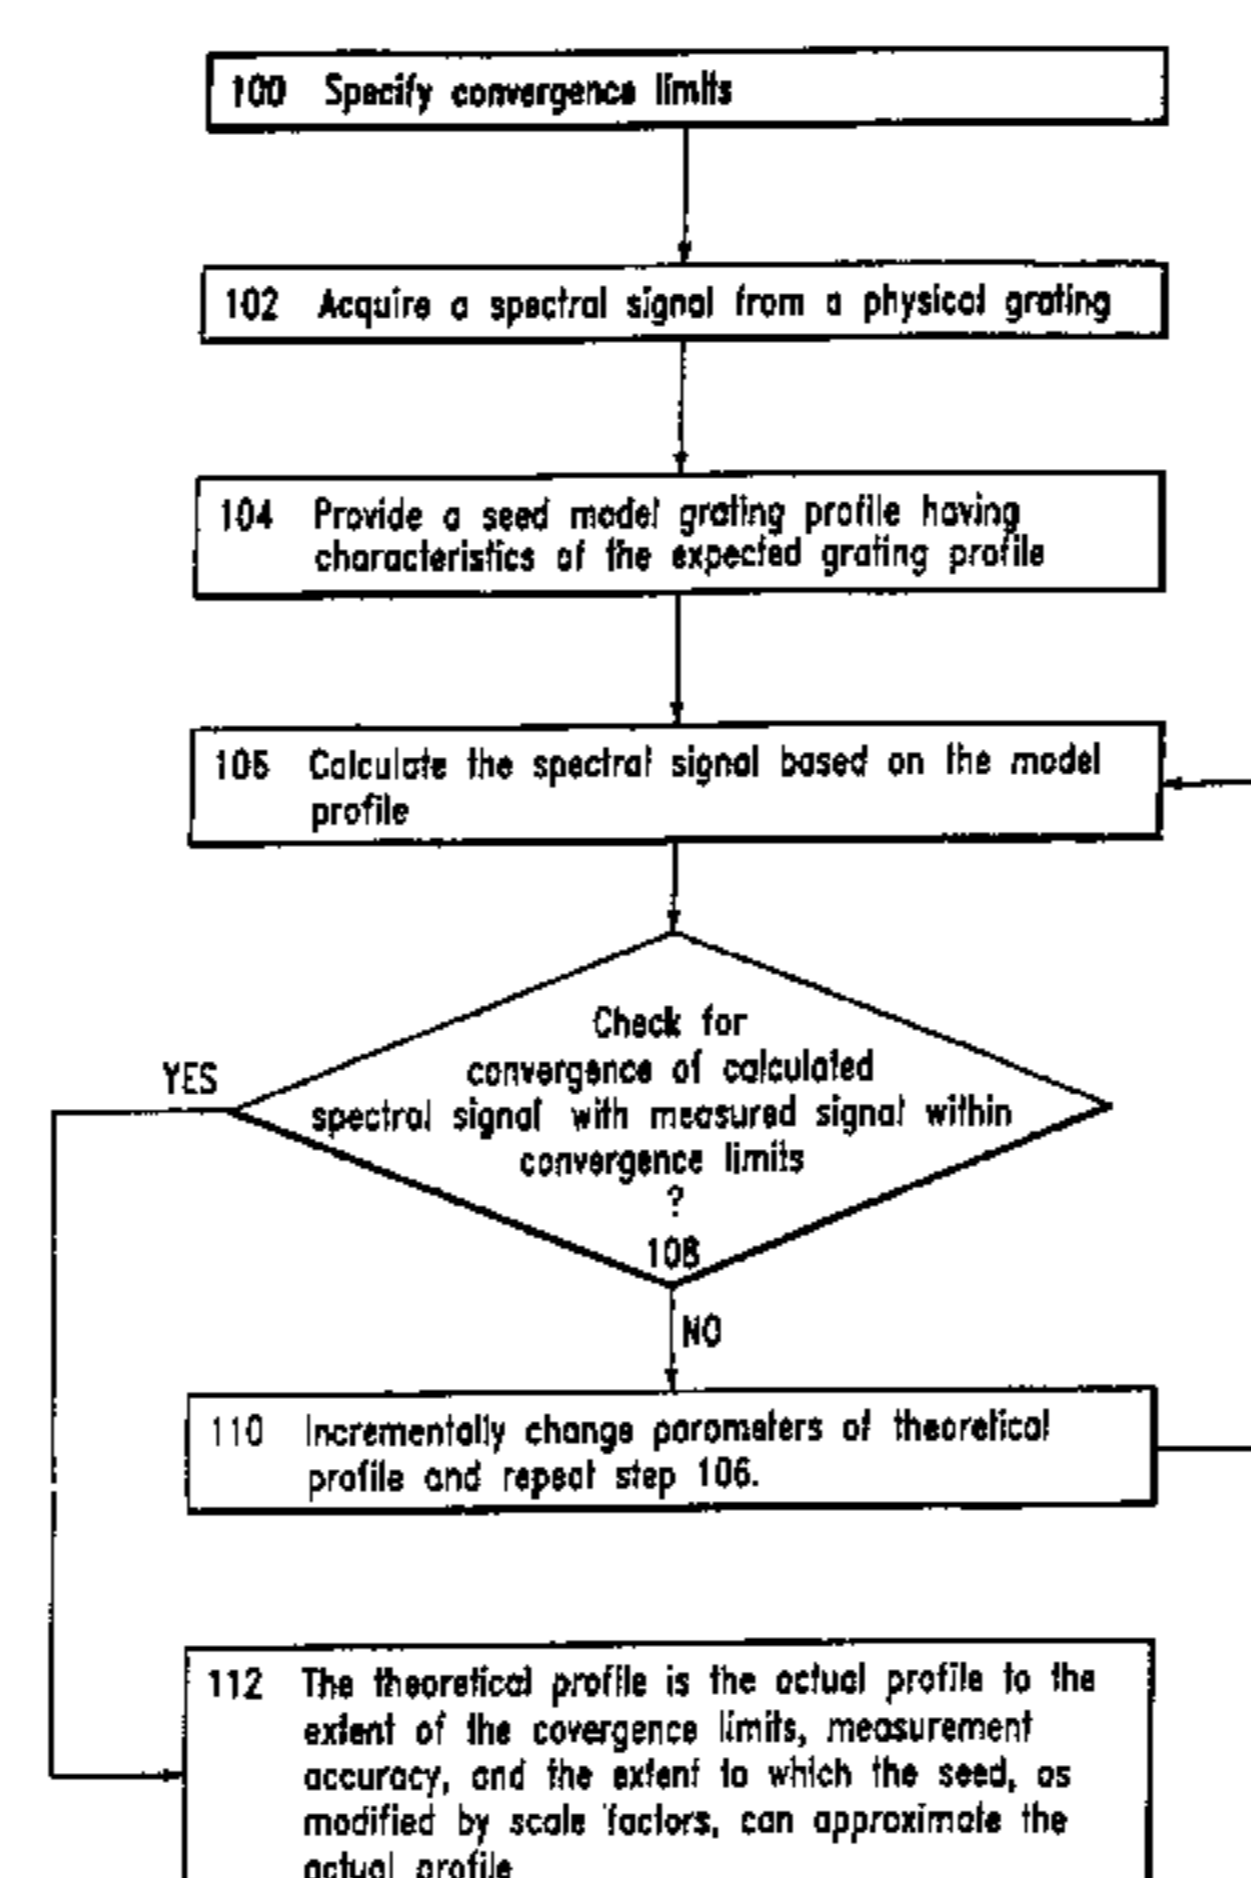 100 Specify convergence limits
102 Acquire a spectral signal from a physical grating
104 Provide a seed model grating profile having
characteristics of the expected grating profile
106 Calculate the spectral signal based on the model
profile
Check for
convergence of calculated
spectral signal with measured signal within
convergence limits
?
108
YES
NO
110 Incrementally change parameters of theoretical
profile and repeat step 106.
112 The theoretical profile is the actual profile to the
extent of the covergence limits, measurement
accuracy, and the extent to which the seed, as
modified by scale factors, can approximate the
actual profile